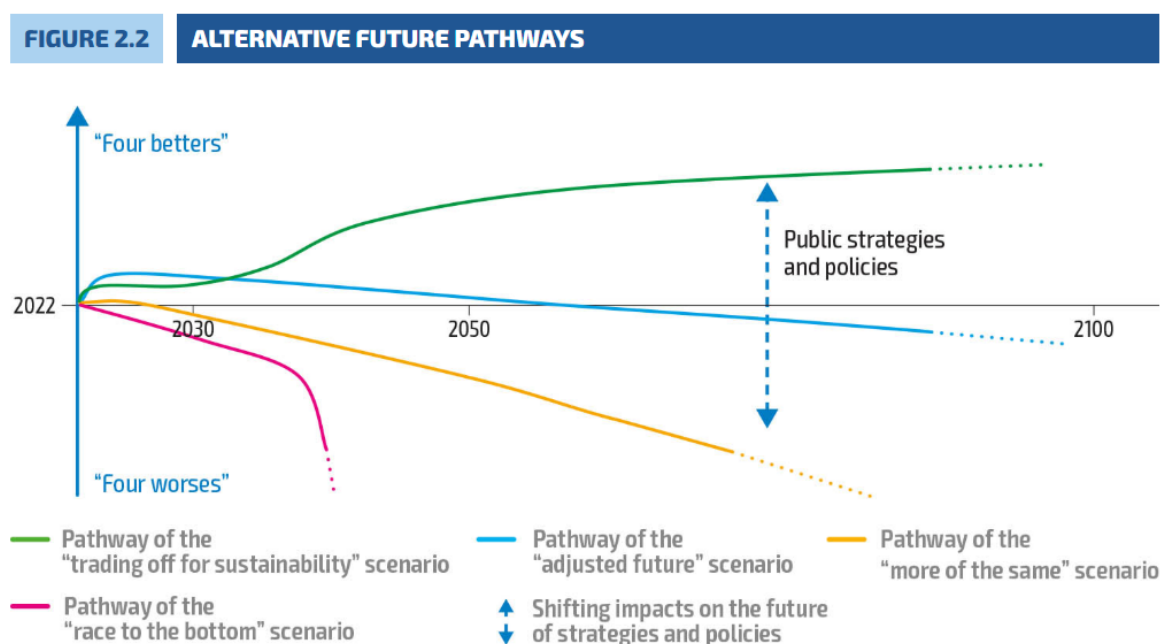 FIGURE 2.2
ALTERNATIVE FUTURE PATHWAYS
“Four betters”
Public strategies
and policies
2022
2030
2050
2100
“Four worses”
Pathway of the
“trading off for sustainability” scenario
Pathway of the
“adjusted future” scenario
Pathway of the
“more of the same” scenario
Pathway of the
“race to the bottom” scenario
Shifting impacts on the future
of strategies and policies